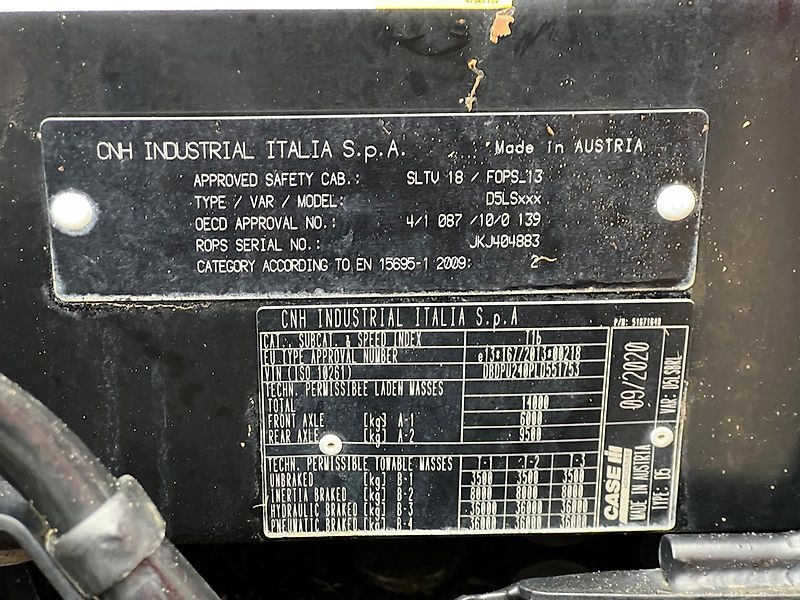 CNH INDUSTRIAL ITALIA S.p.A. Made in AUSTRIA
APPROVED SAFETY CAB.: SLTV 18 / FOPS_13
TYPE / VAR / MODEL: D5LSxxx
OECD APPROVAL NO.: 4/1 087 /10/0 139
ROPS SERIAL NO.: JKJ404883
CATEGORY ACCORDING TO EN 15695-1 2009: 2
CNH INDUSTRIAL ITALIA S.p.A P/N: 51671648
CAT., SUBCAT. & SPEED INDEX T1b
EU TYPE APPROVAL NUMBER e13*167/2013*00218
VIN (ISO 10261) DBDPU240PLD551753
TECHN. PERMISSIBLE LADEN MASSES
TOTAL 14000
FRONT AXLE [kg] A-1 6000
REAR AXLE [kg] A-2 9500
TECHN. PERMISSIBLE TOWABLE MASSES T-1 T-2 T-3
UNBRAKED [kg] B-1 3500 3500 3500
INERTIA BRAKED [kg] B-2 8000 8000 8000
HYDRAULIC BRAKED [kg] B-3 36000 36000 36000
PNEUMATIC BRAKED [kg] B-4 36000 36000 36000
09/2020
CASE IH
MADE IN AUSTRIA
TYPE: U5
VAR: